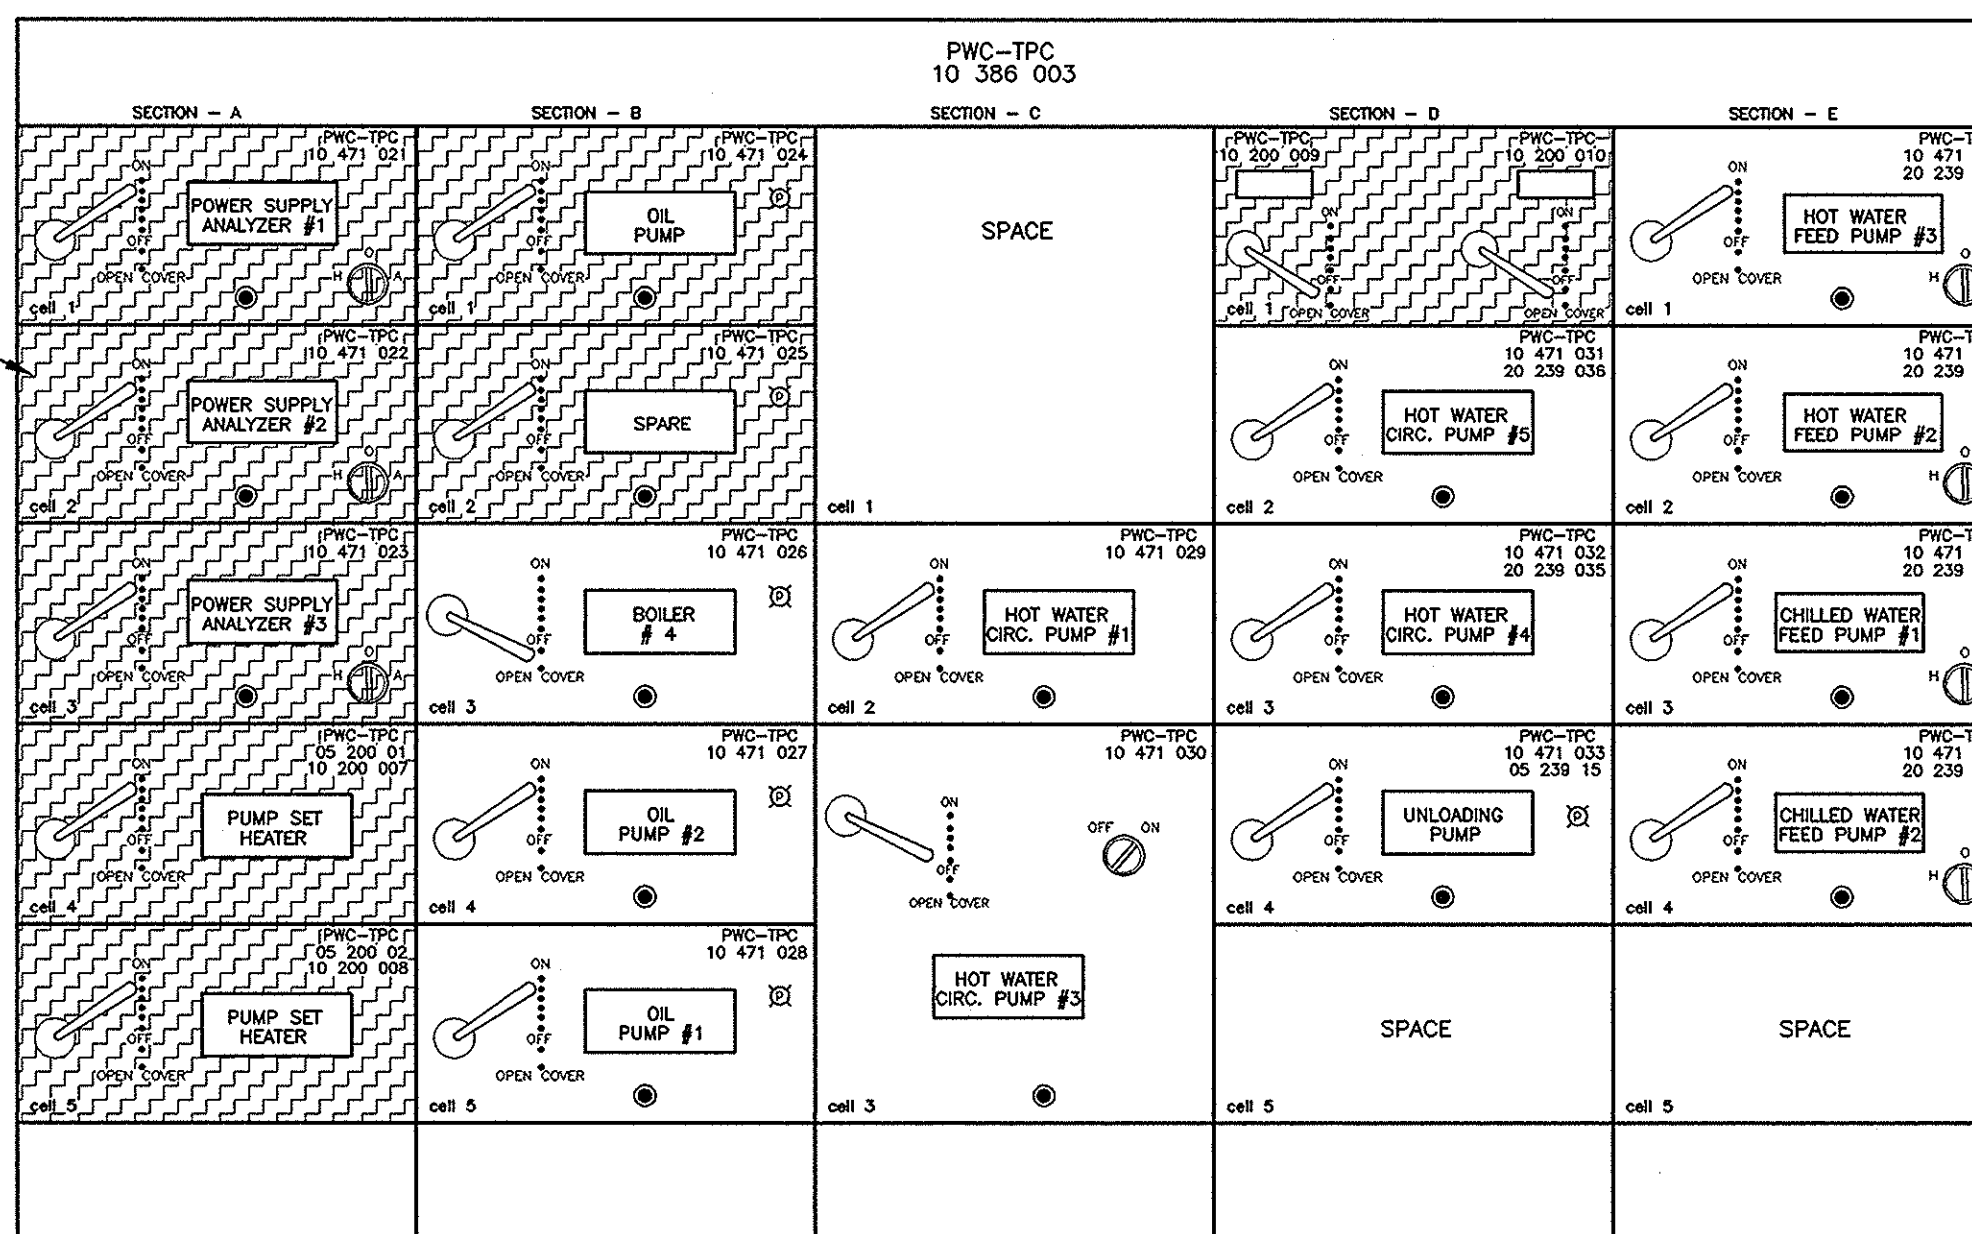 PWC-TPC
10 386 003
SECTION - A
SECTION - B
SECTION - C
SECTION - D
SECTION - E
PWC-TPC
10 471 021
ON
OFF
OPEN COVER
POWER SUPPLY
ANALYZER #1
O
H
A
cell 1
PWC-TPC
10 471 022
ON
OFF
OPEN COVER
POWER SUPPLY
ANALYZER #2
O
H
A
cell 2
PWC-TPC
10 471 023
ON
OFF
OPEN COVER
POWER SUPPLY
ANALYZER #3
O
H
A
cell 3
PWC-TPC
05 200 01
10 200 007
ON
OFF
OPEN COVER
PUMP SET
HEATER
cell 4
PWC-TPC
05 200 02
10 200 008
ON
OFF
OPEN COVER
PUMP SET
HEATER
cell 5
PWC-TPC
10 471 024
ON
OFF
OPEN COVER
OIL
PUMP
P
cell 1
PWC-TPC
10 471 025
ON
OFF
OPEN COVER
SPARE
P
cell 2
PWC-TPC
10 471 026
ON
OFF
OPEN COVER
BOILER
# 4
P
cell 3
PWC-TPC
10 471 027
ON
OFF
OPEN COVER
OIL
PUMP #2
P
cell 4
PWC-TPC
10 471 028
ON
OFF
OPEN COVER
OIL
PUMP #1
P
cell 5
SPACE
cell 1
PWC-TPC
10 471 029
ON
OFF
OPEN COVER
HOT WATER
CIRC. PUMP #1
cell 2
PWC-TPC
10 471 030
ON
OFF
OPEN COVER
OFF ON
HOT WATER
CIRC. PUMP #3
cell 3
PWC-TPC
10 200 009
ON
OFF
OPEN COVER
PWC-TPC
10 200 010
ON
OFF
OPEN COVER
cell 1
PWC-TPC
10 471 031
20 239 036
ON
OFF
OPEN COVER
HOT WATER
CIRC. PUMP #5
cell 2
PWC-TPC
10 471 032
20 239 035
ON
OFF
OPEN COVER
HOT WATER
CIRC. PUMP #4
cell 3
PWC-TPC
10 471 033
05 239 15
ON
OFF
OPEN COVER
UNLOADING
PUMP
P
cell 4
SPACE
cell 5
PWC-T
10 471
20 239
ON
OFF
OPEN COVER
HOT WATER
FEED PUMP #3
O
H
cell 1
PWC-T
10 471
20 239
ON
OFF
OPEN COVER
HOT WATER
FEED PUMP #2
O
H
cell 2
PWC-T
10 471
20 239
ON
OFF
OPEN COVER
CHILLED WATER
FEED PUMP #1
O
H
cell 3
PWC-T
10 471
20 239
ON
OFF
OPEN COVER
CHILLED WATER
FEED PUMP #2
O
H
cell 4
SPACE
cell 5